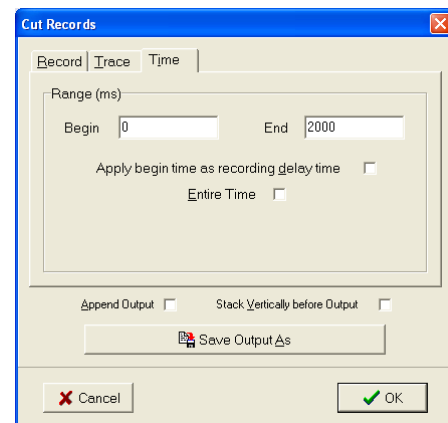 Cut Records
Record Trace Time
Range (ms)
Begin 0 End 2000
Apply begin time as recording delay time
Entire Time
Append Output Stack Vertically before Output
Save Output As
Cancel OK